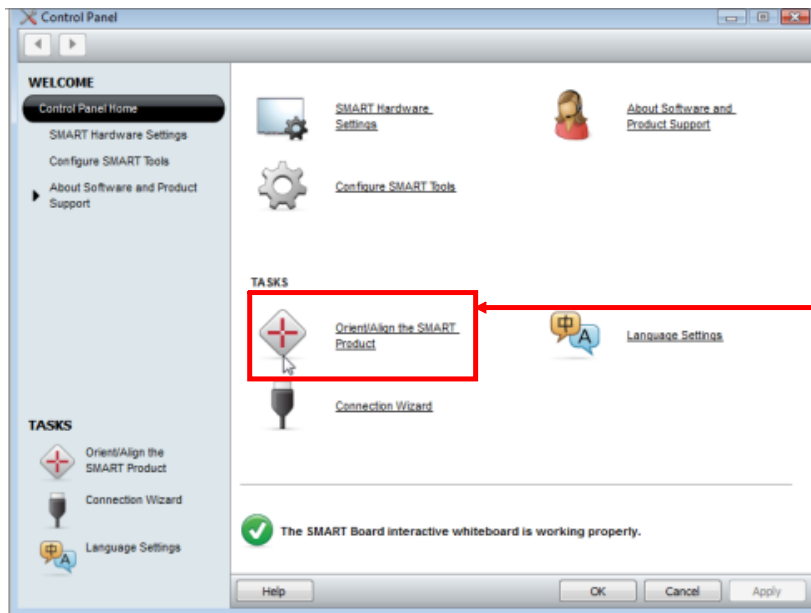 Control Panel
WELCOME
Control Panel Home
SMART Hardware Settings
Configure SMART Tools
About Software and Product
Support
TASKS
Orient/Align the
SMART Product
Connection Wizard
Language Settings
SMART Hardware
Settings
About Software and
Product Support
Configure SMART Tools
TASKS
Orient/Align the SMART
Product
中
A
Language Settings
Connection Wizard
The SMART Board interactive whiteboard is working properly.
Help
OK
Cancel
Apply